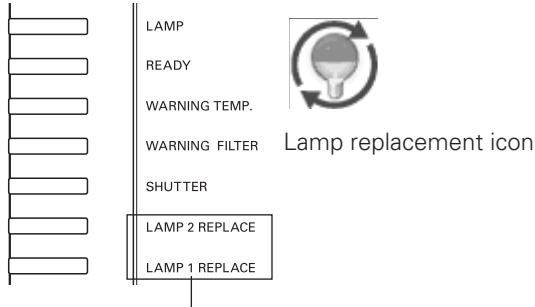 LAMP
READY
WARNING TEMP.
WARNING FILTER
SHUTTER
LAMP 2 REPLACE
LAMP 1 REPLACE
Lamp replacement icon